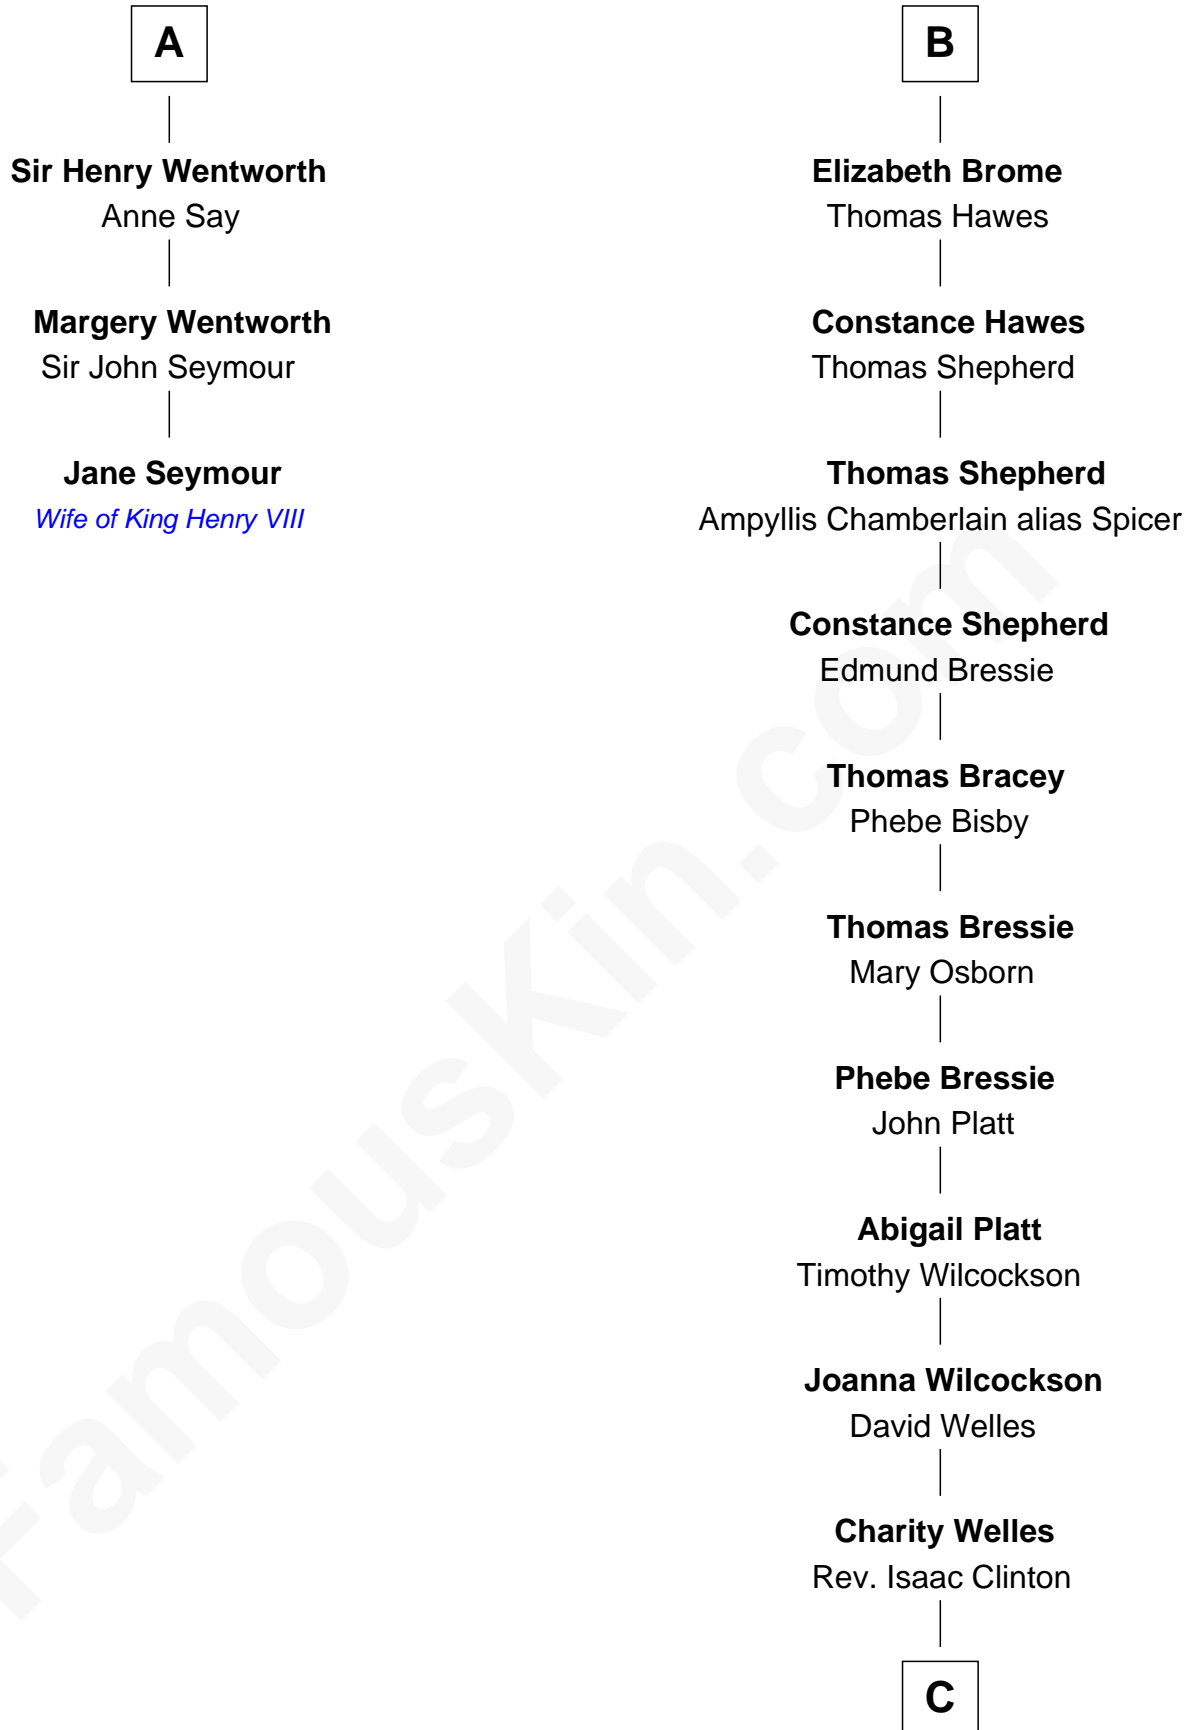 A
Sir Henry Wentworth
Anne Say
Margery Wentworth
Sir John Seymour
Jane Seymour
Wife of King Henry VIII
B
Elizabeth Brome
Thomas Hawes
Constance Hawes
Thomas Shepherd
Thomas Shepherd
Ampyllis Chamberlain alias Spicer
Constance Shepherd
Edmund Bressie
Thomas Bracey
Phebe Bisby
Thomas Bressie
Mary Osborn
Phebe Bressie
John Platt
Abigail Platt
Timothy Wilcockson
Joanna Wilcockson
David Welles
Charity Welles
Rev. Isaac Clinton
C
FamousKin.com